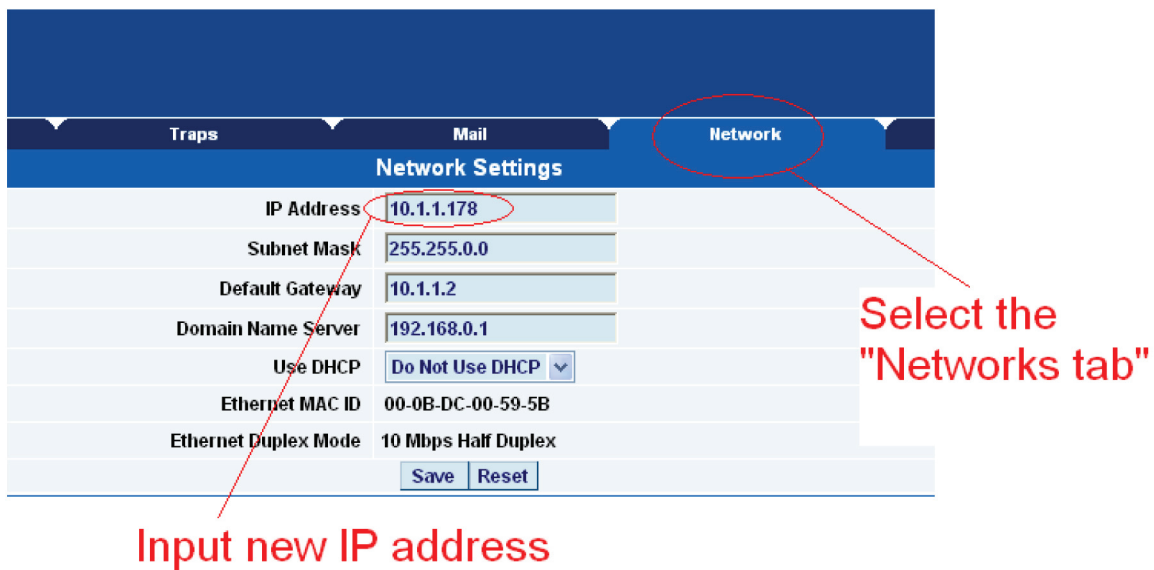 Traps Mail Network
Network Settings
IP Address 10.1.1.178
Subnet Mask 255.255.0.0
Default Gateway 10.1.1.2
Domain Name Server 192.168.0.1
Use DHCP Do Not Use DHCP
Ethernet MAC ID 00-0B-DC-00-59-5B
Ethernet Duplex Mode 10 Mbps Half Duplex
Save Reset
Select the
"Networks tab"
Input new IP address